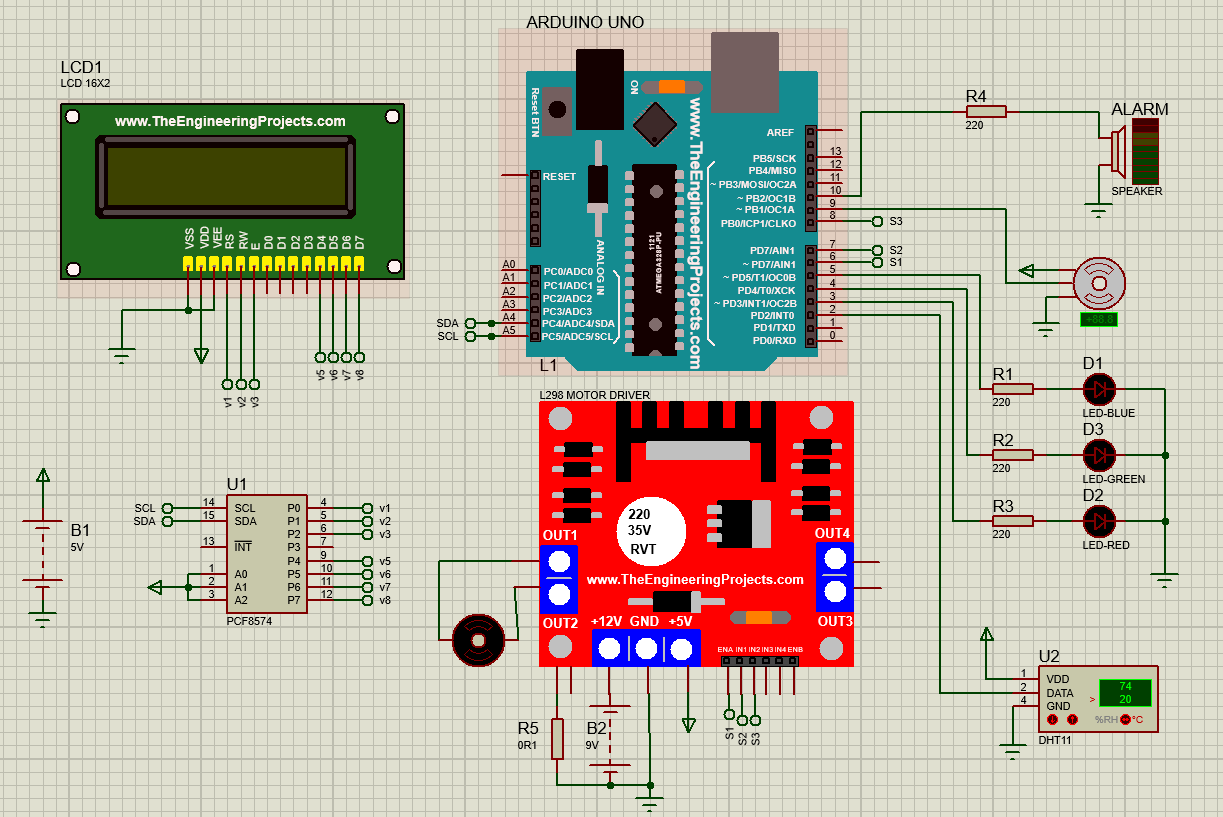 ARDUINO UNO
LCD1
LCD 16X2
www.TheEngineeringProjects.com
VSS VDD VEE RS RW E D0 D1 D2 D3 D4 D5 D6 D7
v1 v2 v3
v5 v6 v7 v8
Reset BTN
ON
www.TheEngineeringProjects.com
ANALOG IN
1121
ATMEGA328P-PU
RESET
A0 PC0/ADC0
A1 PC1/ADC1
A2 PC2/ADC2
A3 PC3/ADC3
SDA A4 PC4/ADC4/SDA
SCL A5 PC5/ADC5/SCL
AREF
PB5/SCK 13
PB4/MISO 12
~ PB3/MOSI/OC2A 11
~ PB2/OC1B 10
~ PB1/OC1A 9
PB0/ICP1/CLKO 8 S3
PD7/AIN1 7 S2
~ PD7/AIN1 6 S1
~ PD5/T1/OC0B 5
PD4/T0/XCK 4
~ PD3/INT1/OC2B 3
PD2/INT0 2
PD1/TXD 1
PD0/RXD 0
R4
220
ALARM
SPEAKER
L1
L298 MOTOR DRIVER
R1
220
D1
LED-BLUE
R2
220
D3
LED-GREEN
R3
220
D2
LED-RED
B1
5V
U1
SCL 14 SCL P0 4 v1
SDA 15 SDA P1 5 v2
P2 6 v3
13 INT P3 7
P4 9 v5
1 A0 P5 10 v6
2 A1 P6 11 v7
3 A2 P7 12 v8
PCF8574
220
35V
RVT
OUT1
OUT4
www.TheEngineeringProjects.com
OUT2
+12V GND +5V
OUT3
ENA IN1 IN2 IN3 IN4 ENB
S1 S2 S3
R5
0R1
B2
9V
U2
1 VDD
2 DATA
4 GND
>
74
20
%RH
°C
DHT11